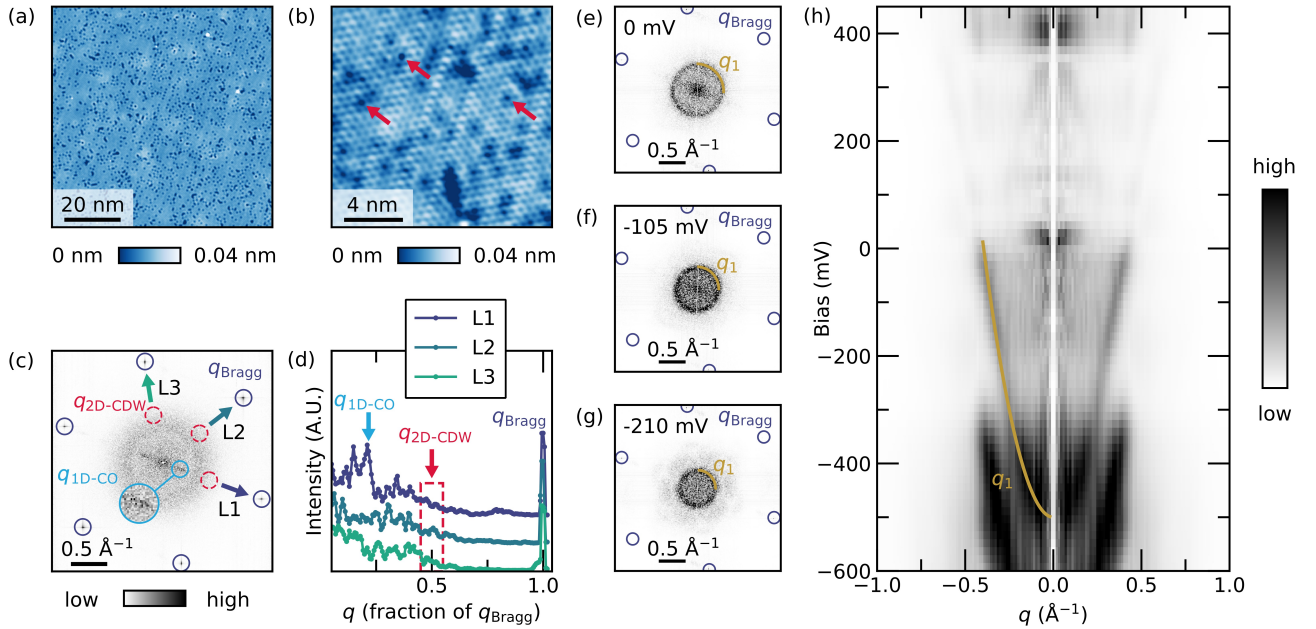 (a)
20 nm
0 nm 0.04 nm
(b)
4 nm
0 nm 0.04 nm
(c)
L3
qBragg
q2D-CDW
L2
q1D-CO
L1
0.5 Å⁻¹
low high
(d)
L1
L2
L3
Intensity (A.U.)
q1D-CO
q2D-CDW
qBragg
0.5 1.0
q (fraction of qBragg)
(e)
0 mV
qBragg
q1
0.5 Å⁻¹
(f)
-105 mV
qBragg
q1
0.5 Å⁻¹
(g)
-210 mV
qBragg
q1
0.5 Å⁻¹
(h)
400
200
0
−200
−400
−600
Bias (mV)
q1
−1.0 −0.5 0.0 0.5 1.0
q (Å⁻¹)
high
low